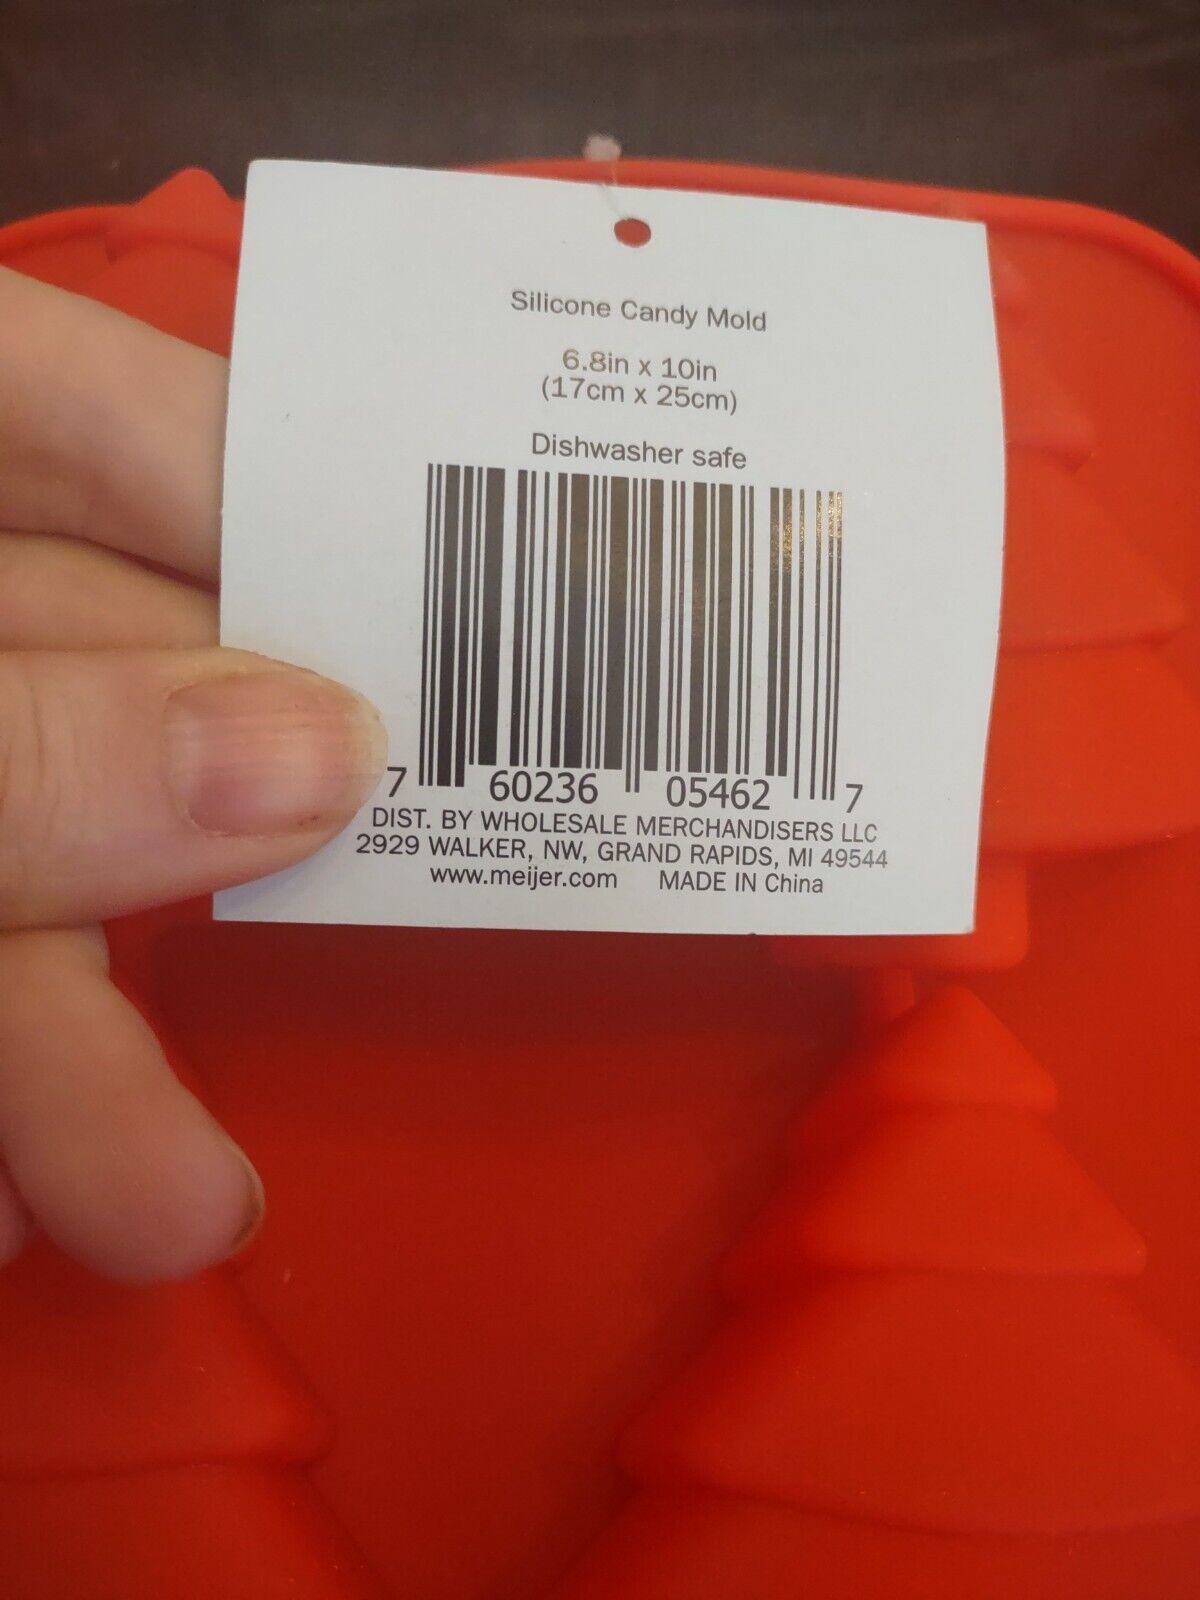 Silicone Candy Mold
6.8in x 10in
(17cm x 25cm)
Dishwasher safe
7 60236 05462 7
DIST. BY WHOLESALE MERCHANDISERS LLC
2929 WALKER, NW, GRAND RAPIDS, MI 49544
www.meijer.com MADE IN China